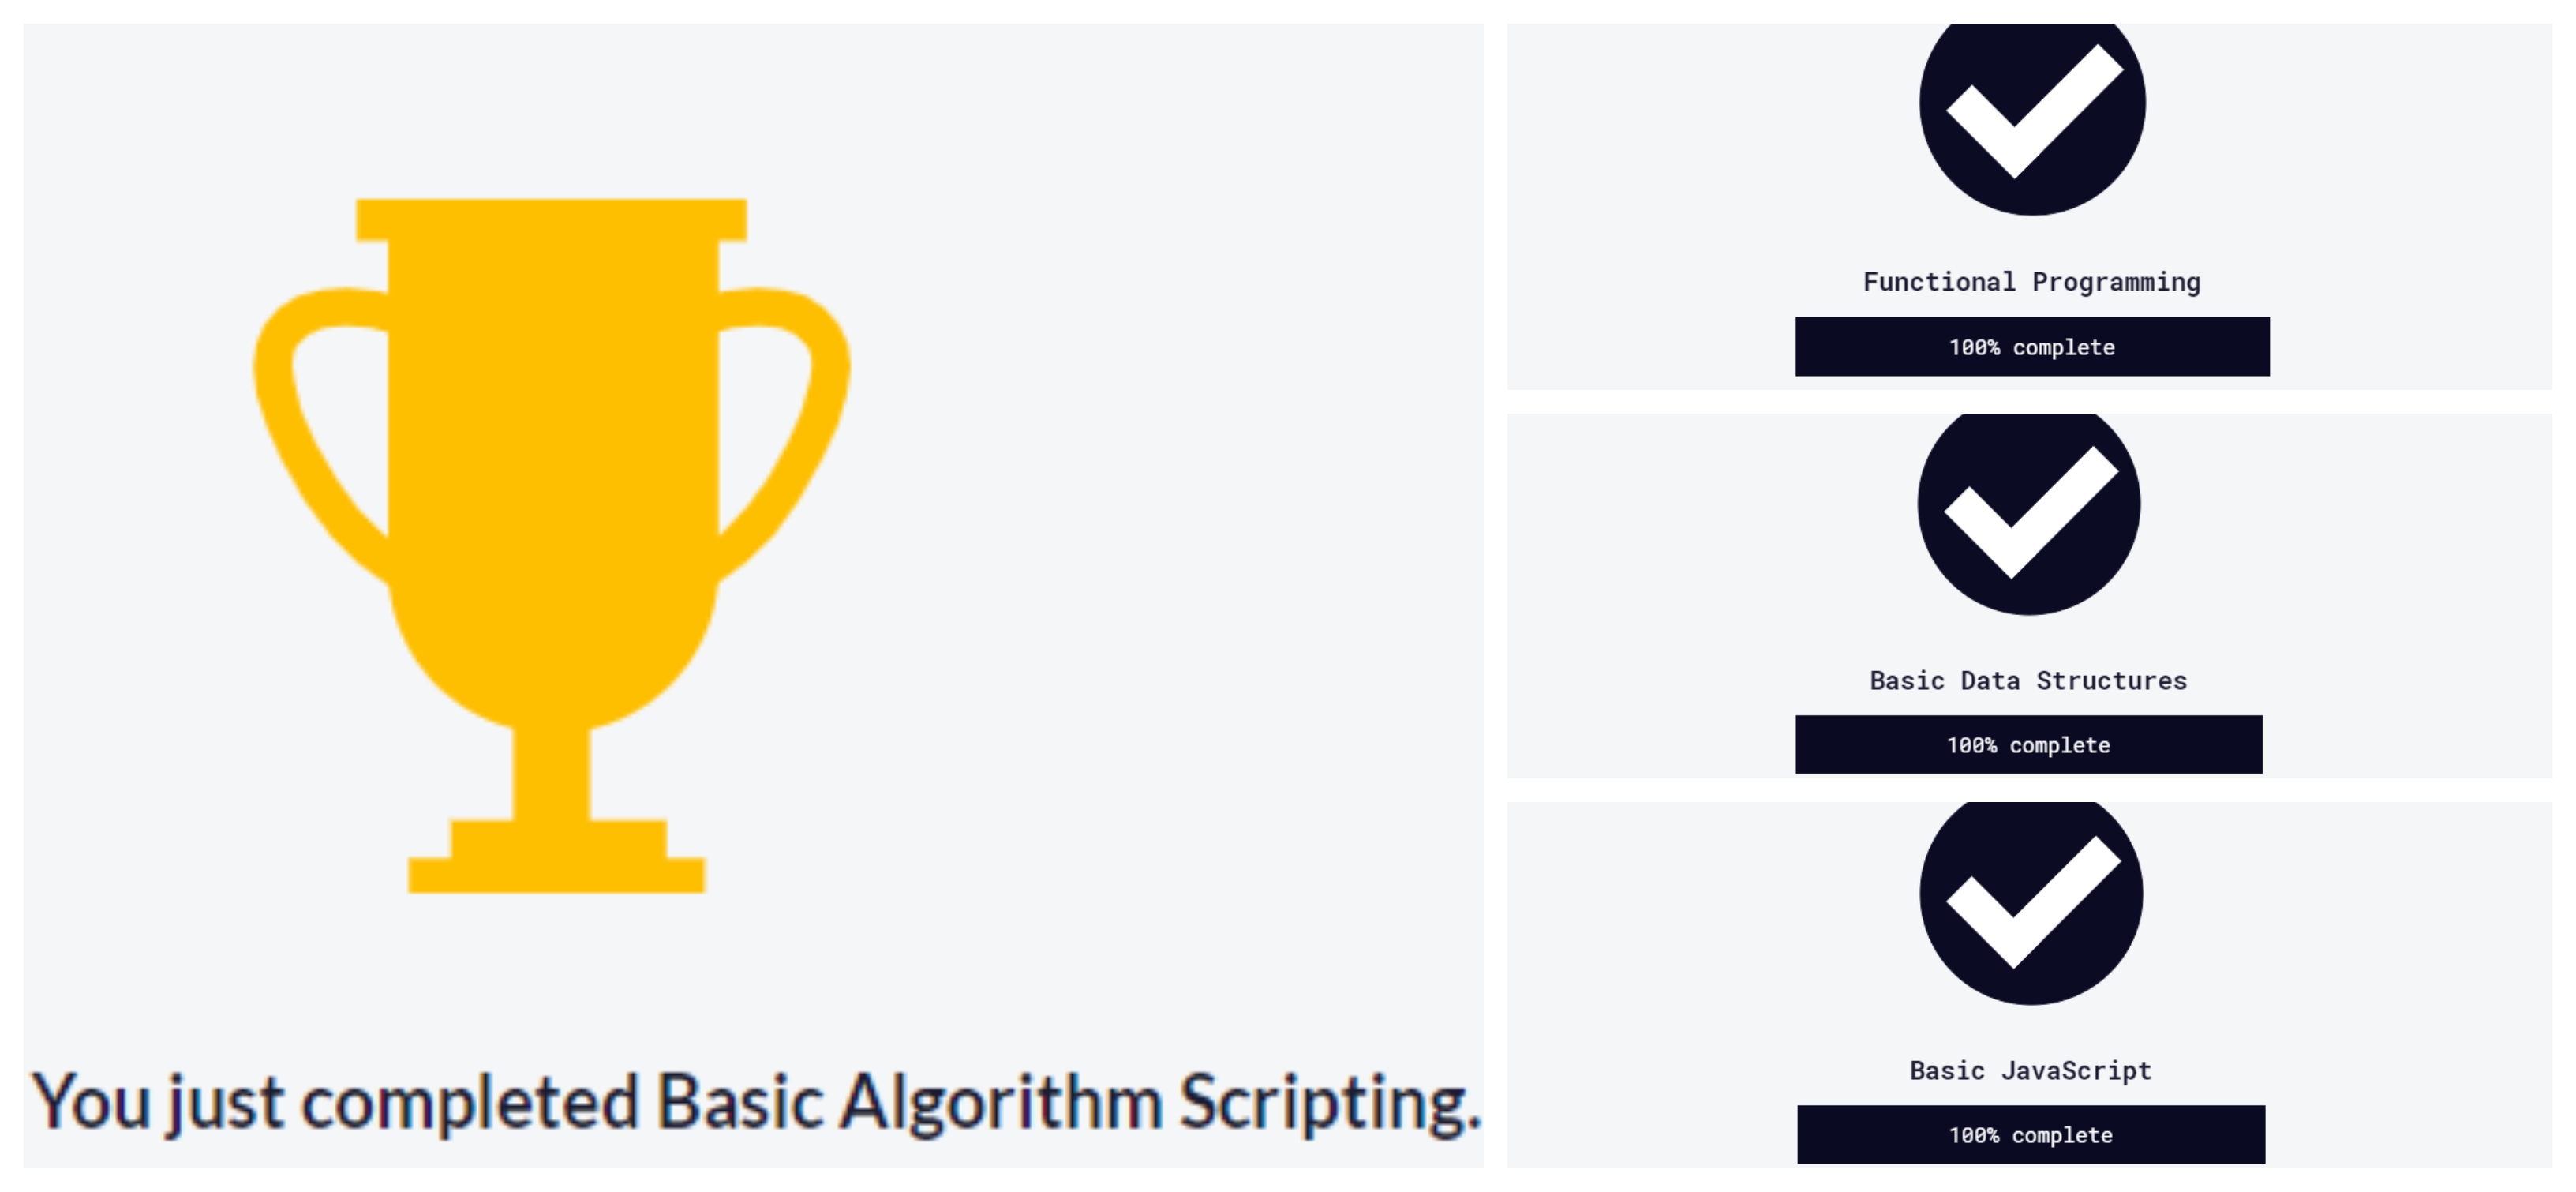 You just completed Basic Algorithm Scripting.
Functional Programming
100% complete
Basic Data Structures
100% complete
Basic JavaScript
100% complete